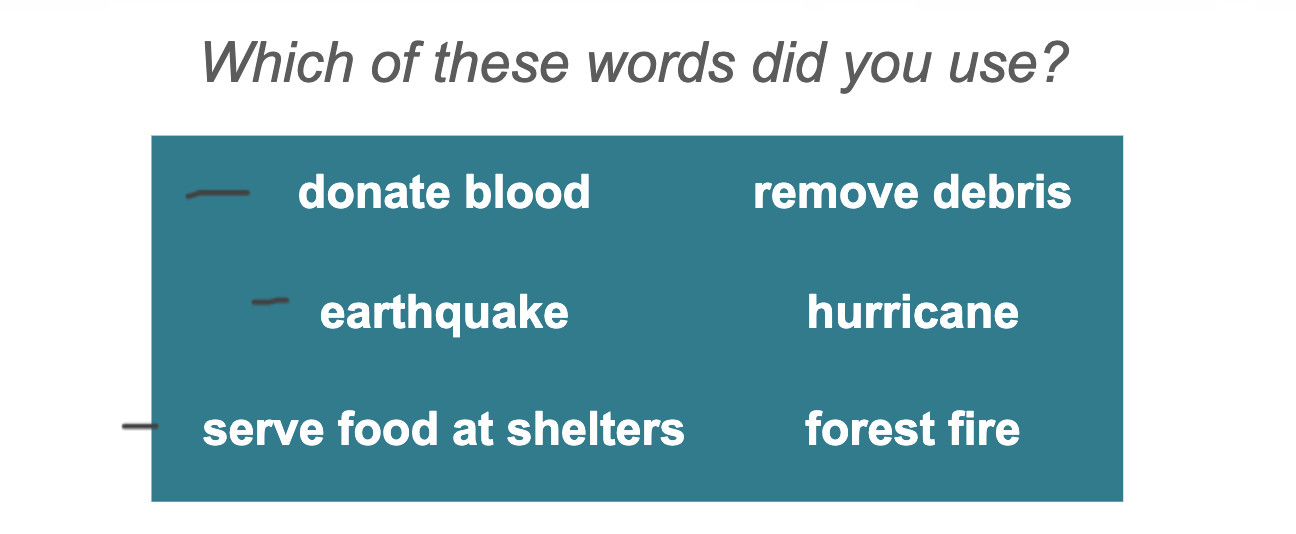 Which of these words did you use?
donate blood remove debris
earthquake hurricane
serve food at shelters forest fire